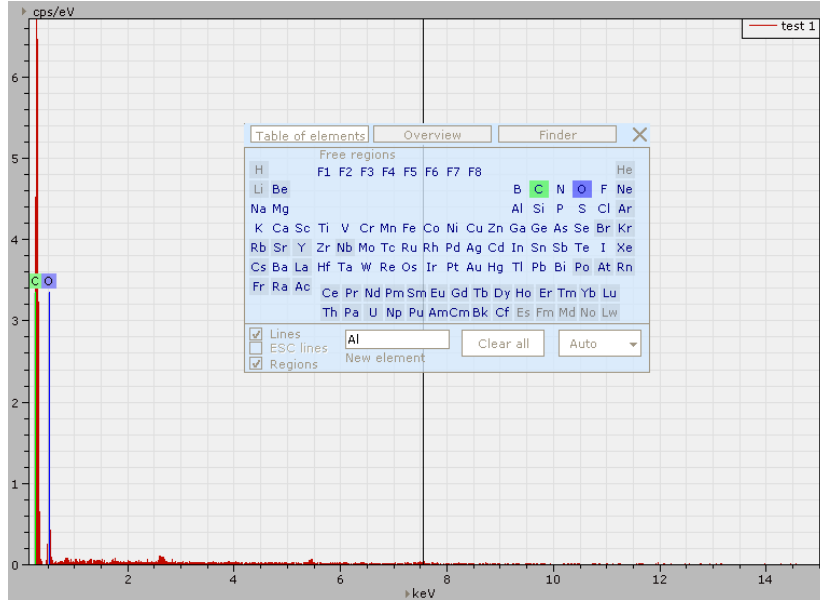 cps/eV
test 1
6
5
4
3
2
1
0
C O
Table of elements Overview Finder
Free regions
H F1 F2 F3 F4 F5 F6 F7 F8 He
Li Be B C N O F Ne
Na Mg Al Si P S Cl Ar
K Ca Sc Ti V Cr Mn Fe Co Ni Cu Zn Ga Ge As Se Br Kr
Rb Sr Y Zr Nb Mo Tc Ru Rh Pd Ag Cd In Sn Sb Te I Xe
Cs Ba La Hf Ta W Re Os Ir Pt Au Hg Tl Pb Bi Po At Rn
Fr Ra Ac
Ce Pr Nd Pm Sm Eu Gd Tb Dy Ho Er Tm Yb Lu
Th Pa U Np Pu Am Cm Bk Cf Es Fm Md No Lw
Lines
ESC lines
Regions
Al
New element
Clear all
Auto
2 4 6 8 10 12 14
keV